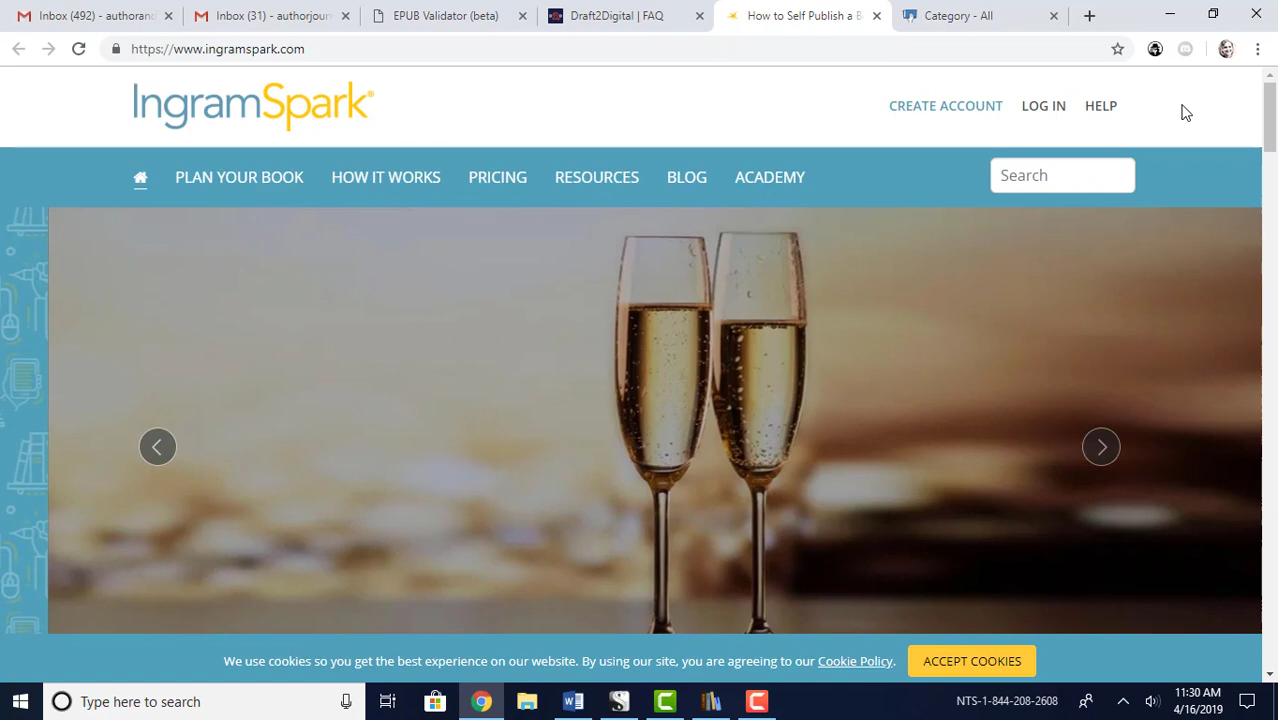 Inbox (492) - authorand
Inbox (31) - authorjour
EPUB Validator (beta)
Draft2Digital | FAQ
How to Self Publish a B
Category - All
https://www.ingramspark.com
IngramSpark®
CREATE ACCOUNT LOG IN HELP
PLAN YOUR BOOK HOW IT WORKS PRICING RESOURCES BLOG ACADEMY
Search
We use cookies so you get the best experience on our website. By using our site, you are agreeing to our Cookie Policy.
ACCEPT COOKIES
Type here to search
NTS-1-844-208-2608
11:30 AM
4/16/2019